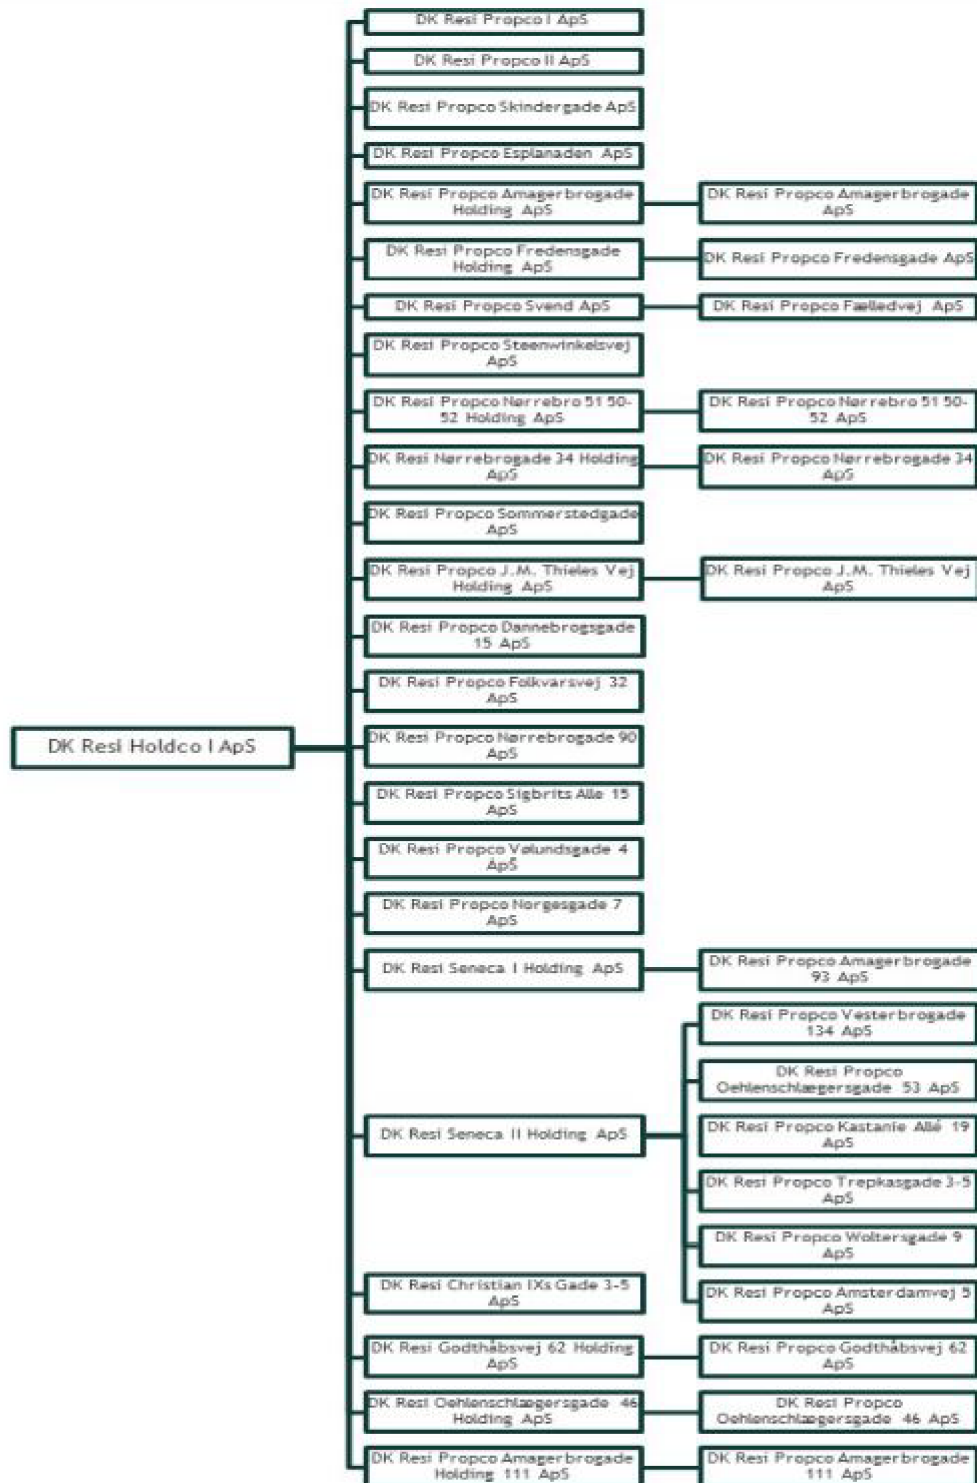 DK Resi Holdco I ApS
DK Resi Propco I ApS
DK Resi Propco II ApS
DK Resi Propco Skindergade ApS
DK Resi Propco Esplanaden ApS
DK Resi Propco Amagerbrogade
Holding ApS
DK Resi Propco Amagerbrogade
ApS
DK Resi Propco Fredensgade
Holding ApS
DK Resi Propco Fredensgade ApS
DK Resi Propco Svend ApS
DK Resi Propco Fælledvej ApS
DK Resi Propco Steenwinkelsvej
ApS
DK Resi Propco Nørrebro 51 50-
52 Holding ApS
DK Resi Propco Nørrebro 51 50-
52 ApS
DK Resi Nørrebrogade 34 Holding
ApS
DK Resi Propco Nørrebrogade 34
ApS
DK Resi Propco Sommerstedgade
ApS
DK Resi Propco J.M. Thieles Vej
Holding ApS
DK Resi Propco J.M. Thieles Vej
ApS
DK Resi Propco Dannebrogsgade
15 ApS
DK Resi Propco Folkvarsvej 32
ApS
DK Resi Propco Nørrebrogade 90
ApS
DK Resi Propco Sigbrits Alle 15
ApS
DK Resi Propco Vølundsgade 4
ApS
DK Resi Propco Norgesgade 7
ApS
DK Resi Seneca I Holding ApS
DK Resi Propco Amagerbrogade
93 ApS
DK Resi Seneca II Holding ApS
DK Resi Propco Vesterbrogade
134 ApS
DK Resi Propco
Oehlenschlægersgade 53 ApS
DK Resi Propco Kastanie Allé 19
ApS
DK Resi Propco Trepkasgade 3-5
ApS
DK Resi Propco Woltersgade 9
ApS
DK Resi Propco Amsterdamvej 5
ApS
DK Resi Christian IXs Gade 3-5
ApS
DK Resi Godthåbsvej 62 Holding
ApS
DK Resi Propco Godthåbsvej 62
ApS
DK Resi Oehlenschlægersgade 46
Holding ApS
DK Resi Propco
Oehlenschlægersgade 46 ApS
DK Resi Propco Amagerbrogade
Holding 111 ApS
DK Resi Propco Amagerbrogade
111 ApS